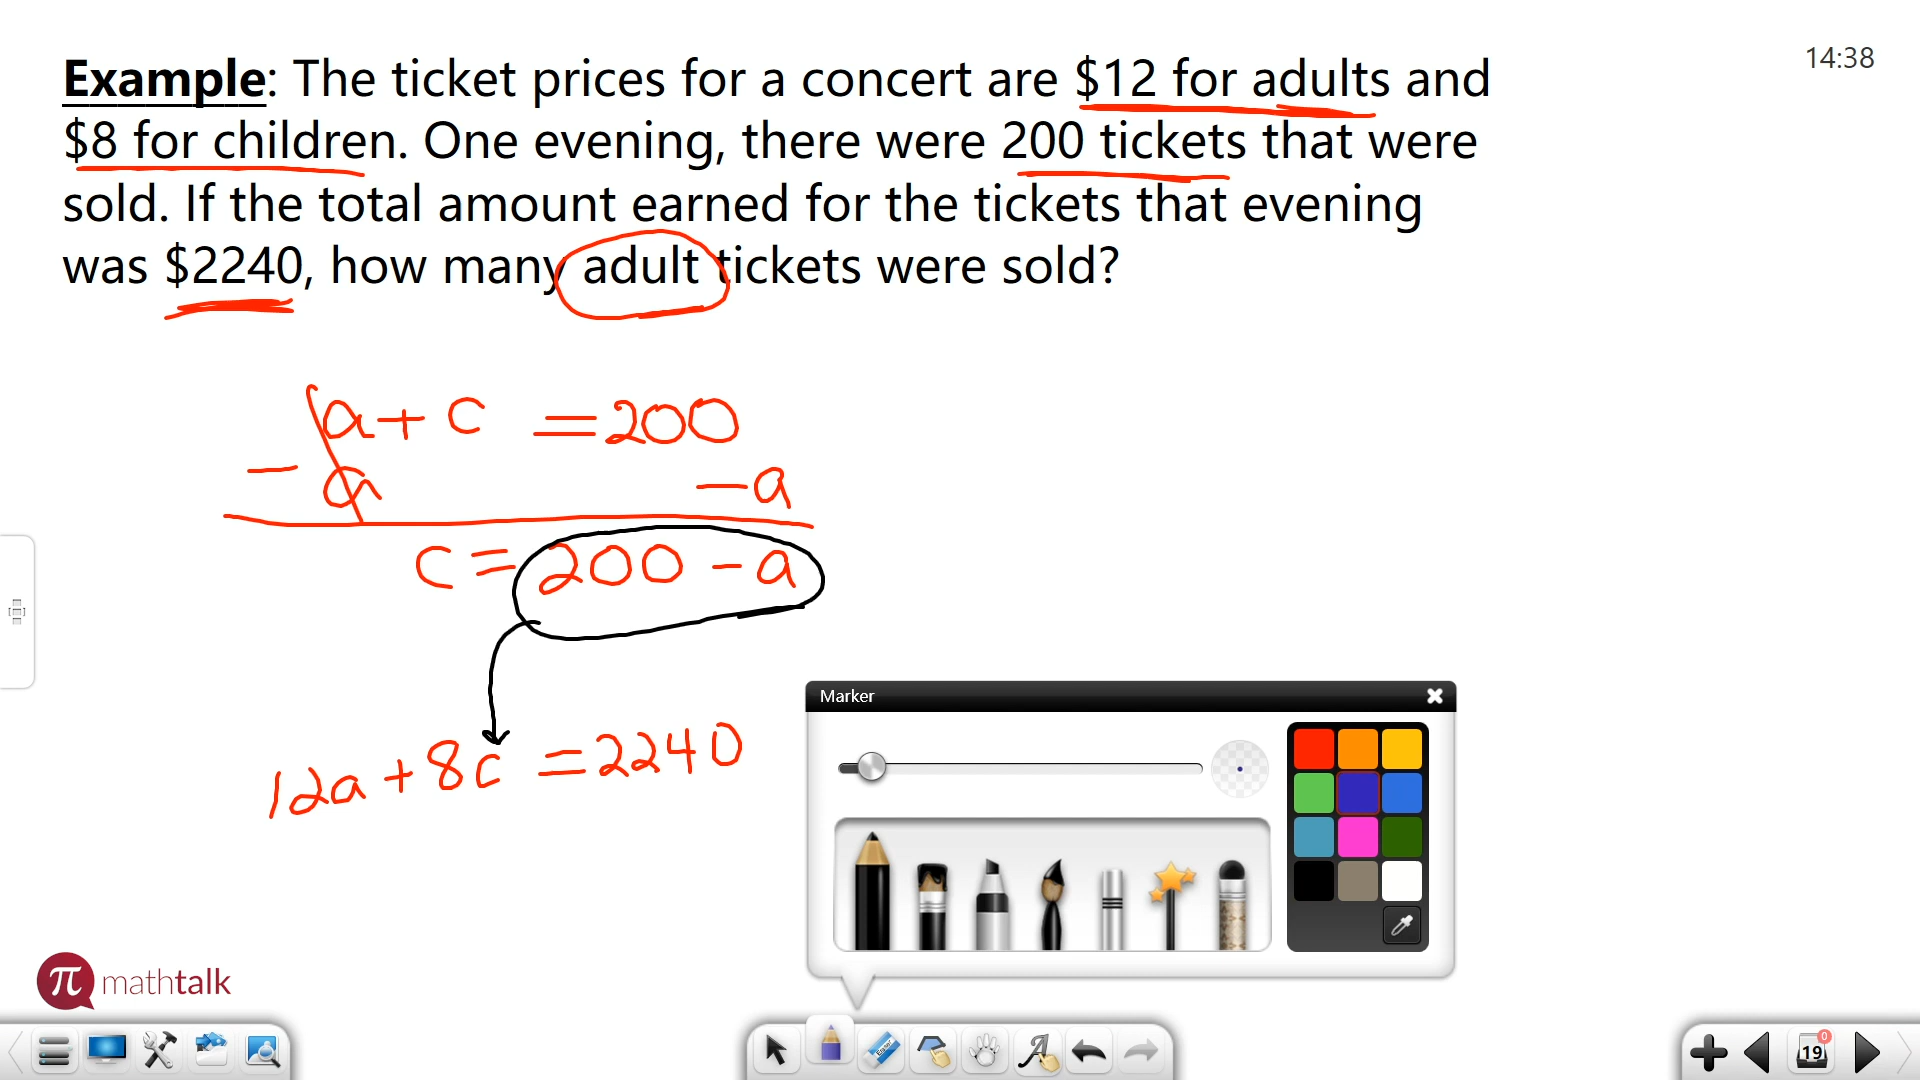 14:38
Example: The ticket prices for a concert are $12 for adults and
$8 for children. One evening, there were 200 tickets that were
sold. If the total amount earned for the tickets that evening
was $2240, how many adult tickets were sold?
a + c = 200
- a - a
c = 200 - a
12a + 8c = 2240
Marker
π mathtalk
Eraser
A
0
19